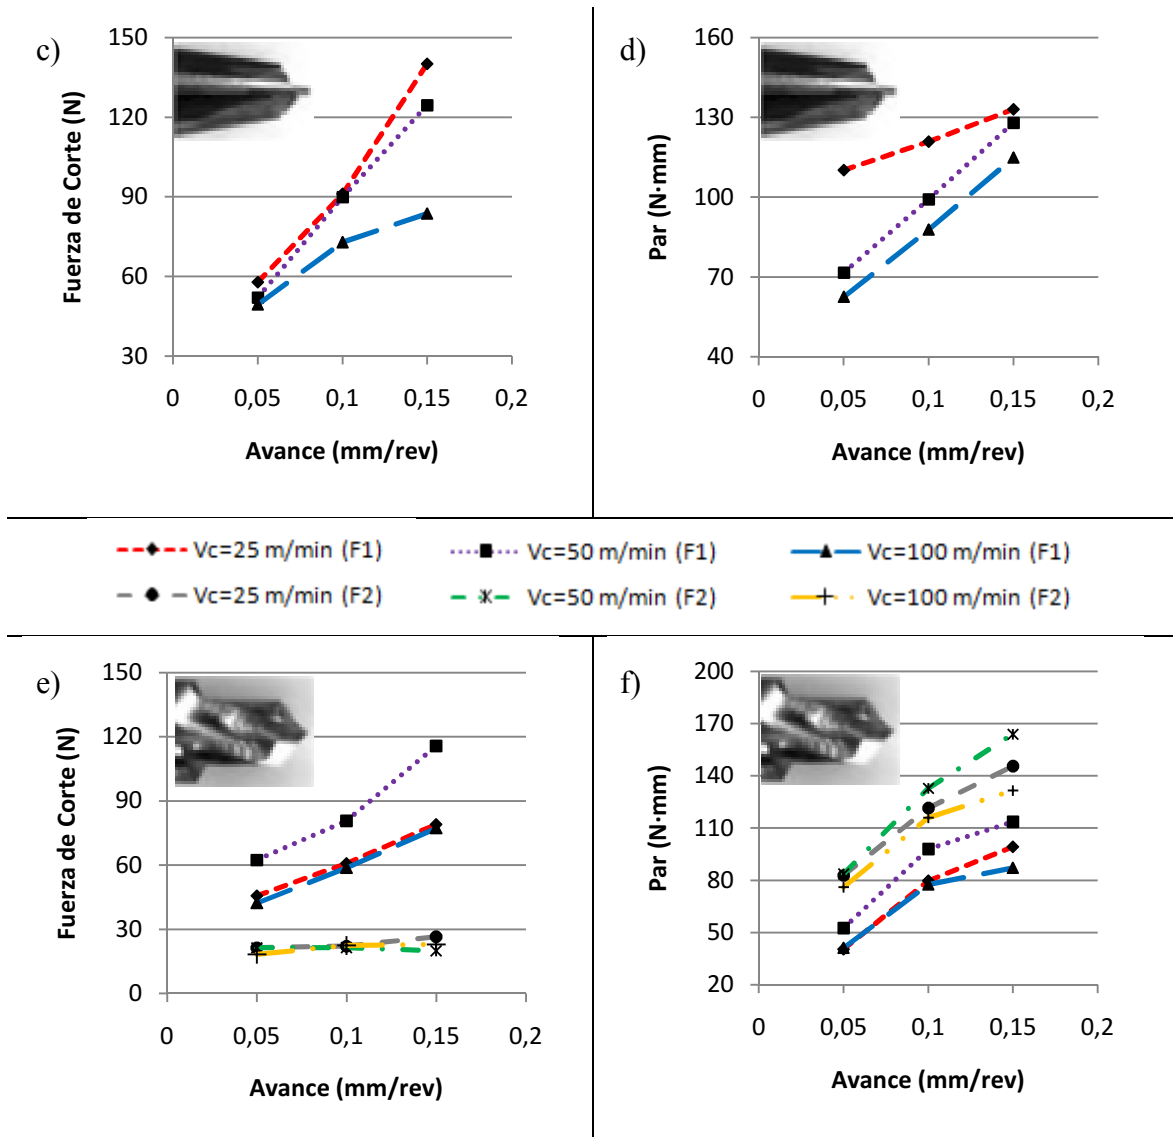 c)
Fuerza de Corte (N)
150
120
90
60
30
0
0,05
0,1
0,15
0,2
Avance (mm/rev)
d)
Par (N·mm)
160
130
100
70
40
0
0,05
0,1
0,15
0,2
Avance (mm/rev)
Vc=25 m/min (F1)
Vc=50 m/min (F1)
Vc=100 m/min (F1)
Vc=25 m/min (F2)
Vc=50 m/min (F2)
Vc=100 m/min (F2)
e)
Fuerza de Corte (N)
150
120
90
60
30
0
0
0,05
0,1
0,15
0,2
Avance (mm/rev)
f)
Par (N·mm)
200
170
140
110
80
50
20
0
0,05
0,1
0,15
0,2
Avance (mm/rev)